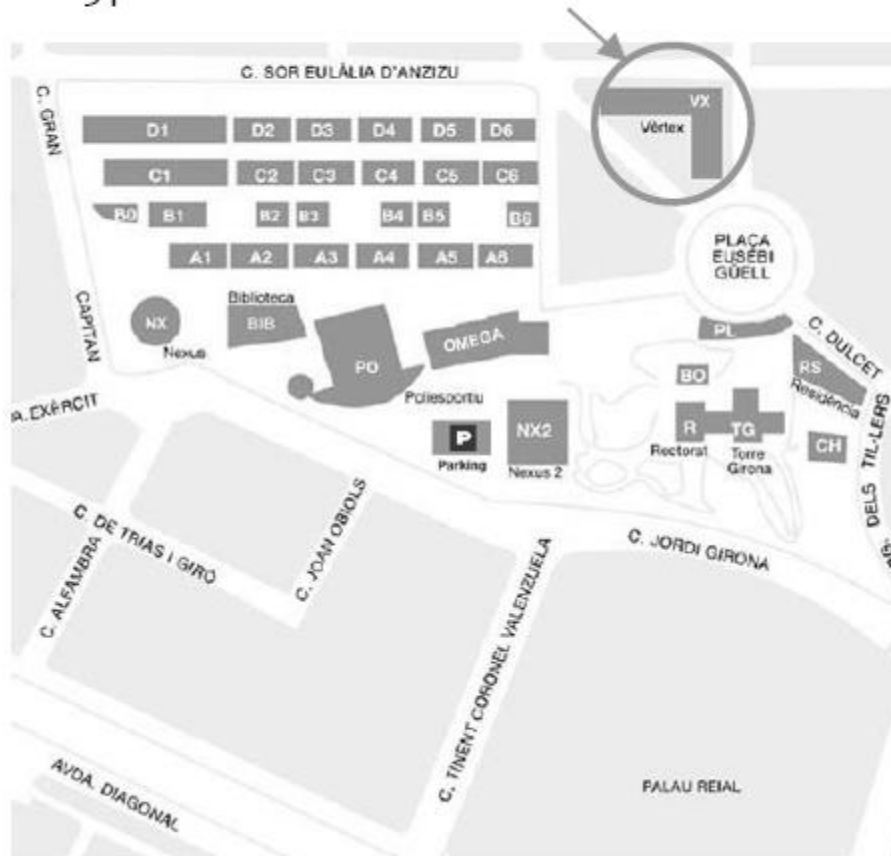 C. SOR EULÀLIA D'ANZIZU
C. GRAN
CAPITAN
VX
Vèrtex
D1 D2 D3 D4 D5 D6
C1 C2 C3 C4 C5 C6
B0 B1 B2 B3 B4 B5 B6
A1 A2 A3 A4 A5 A6
PLAÇA
EUSÉBI
GÜELL
Biblioteca
BIB
NX
Nexus
PO
Poliesportiu
OMEGA
PL
C. DULCET
RS
Residència
BO
DELS TIL·LERS
A. EXÈRCIT
P
Parking
NX2
Nexus 2
R
Rectorat
TG
Torre
Girona
CH
C. JORDI GIRONA
C. DE TRIAS I GIRÓ
C. JOAN OBIOLS
C. ALFAMBRA
C. TINENT CORONEL VALENZUELA
AVDA. DIAGONAL
PALAU REIAL